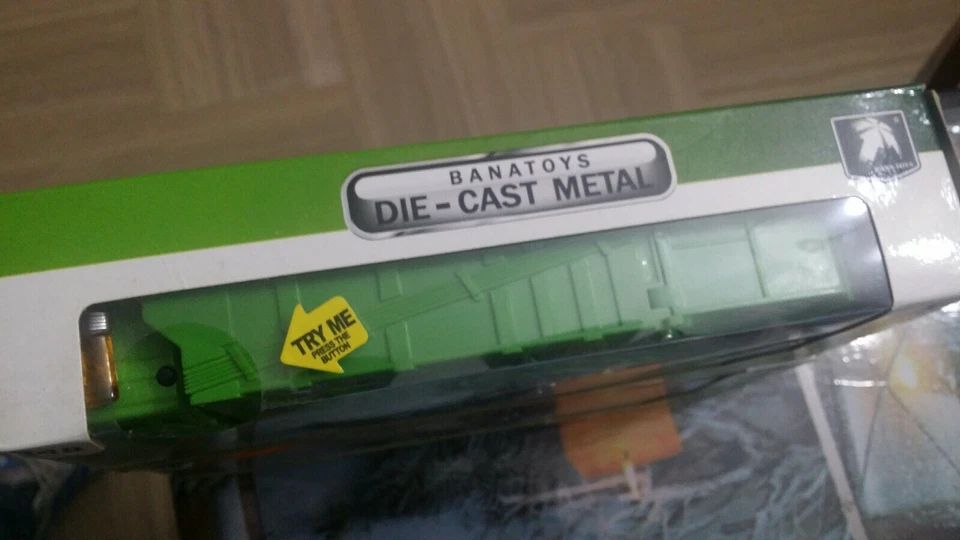 BANATOYS
DIE-CAST METAL
TRY ME
PRESS THE
BUTTON